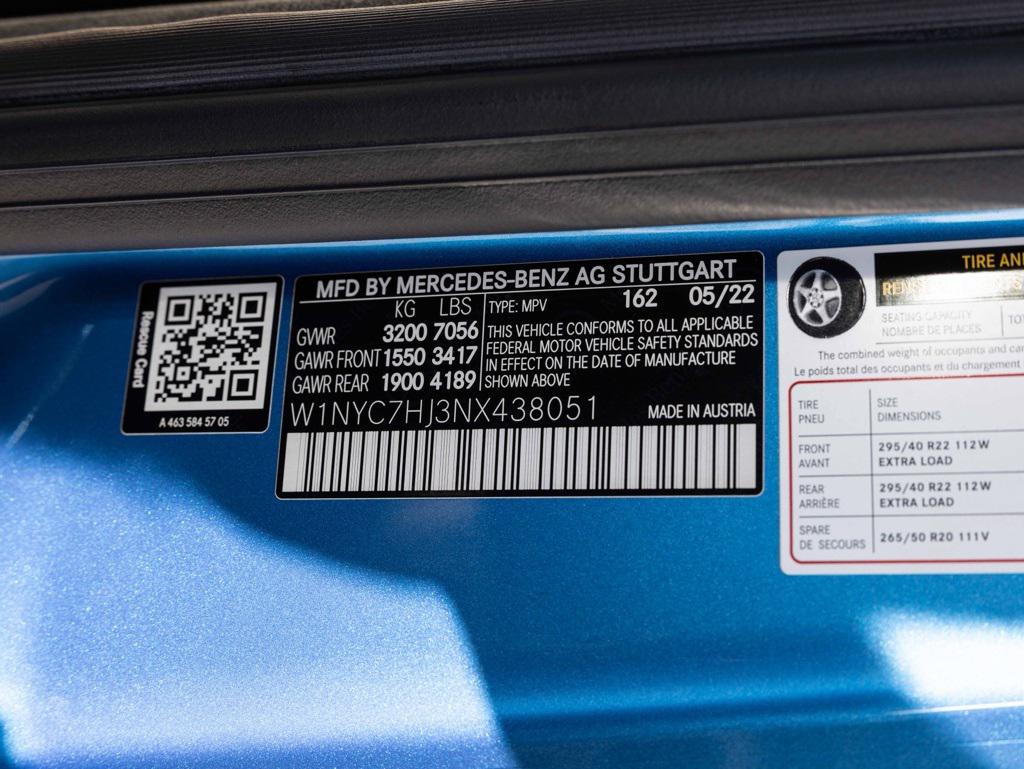 Rescue Card
A 463 584 57 05
MFD BY MERCEDES-BENZ AG STUTTGART
KG LBS
GVWR 3200 7056
GAWR FRONT 1550 3417
GAWR REAR 1900 4189
TYPE: MPV 162 05/22
THIS VEHICLE CONFORMS TO ALL APPLICABLE
FEDERAL MOTOR VEHICLE SAFETY STANDARDS
IN EFFECT ON THE DATE OF MANUFACTURE
SHOWN ABOVE
W1NYC7HJ3NX438051 MADE IN AUSTRIA
TIRE
SEATING CAPACITY
NOMBRE DE PLACES
The combined weight of occupants and
Le poids total des occupants et du chargement
TIRE SIZE
PNEU DIMENSIONS
FRONT 295/40 R22 112W
AVANT EXTRA LOAD
REAR 295/40 R22 112W
ARRIÈRE EXTRA LOAD
SPARE 265/50 R20 111V
DE SECOURS